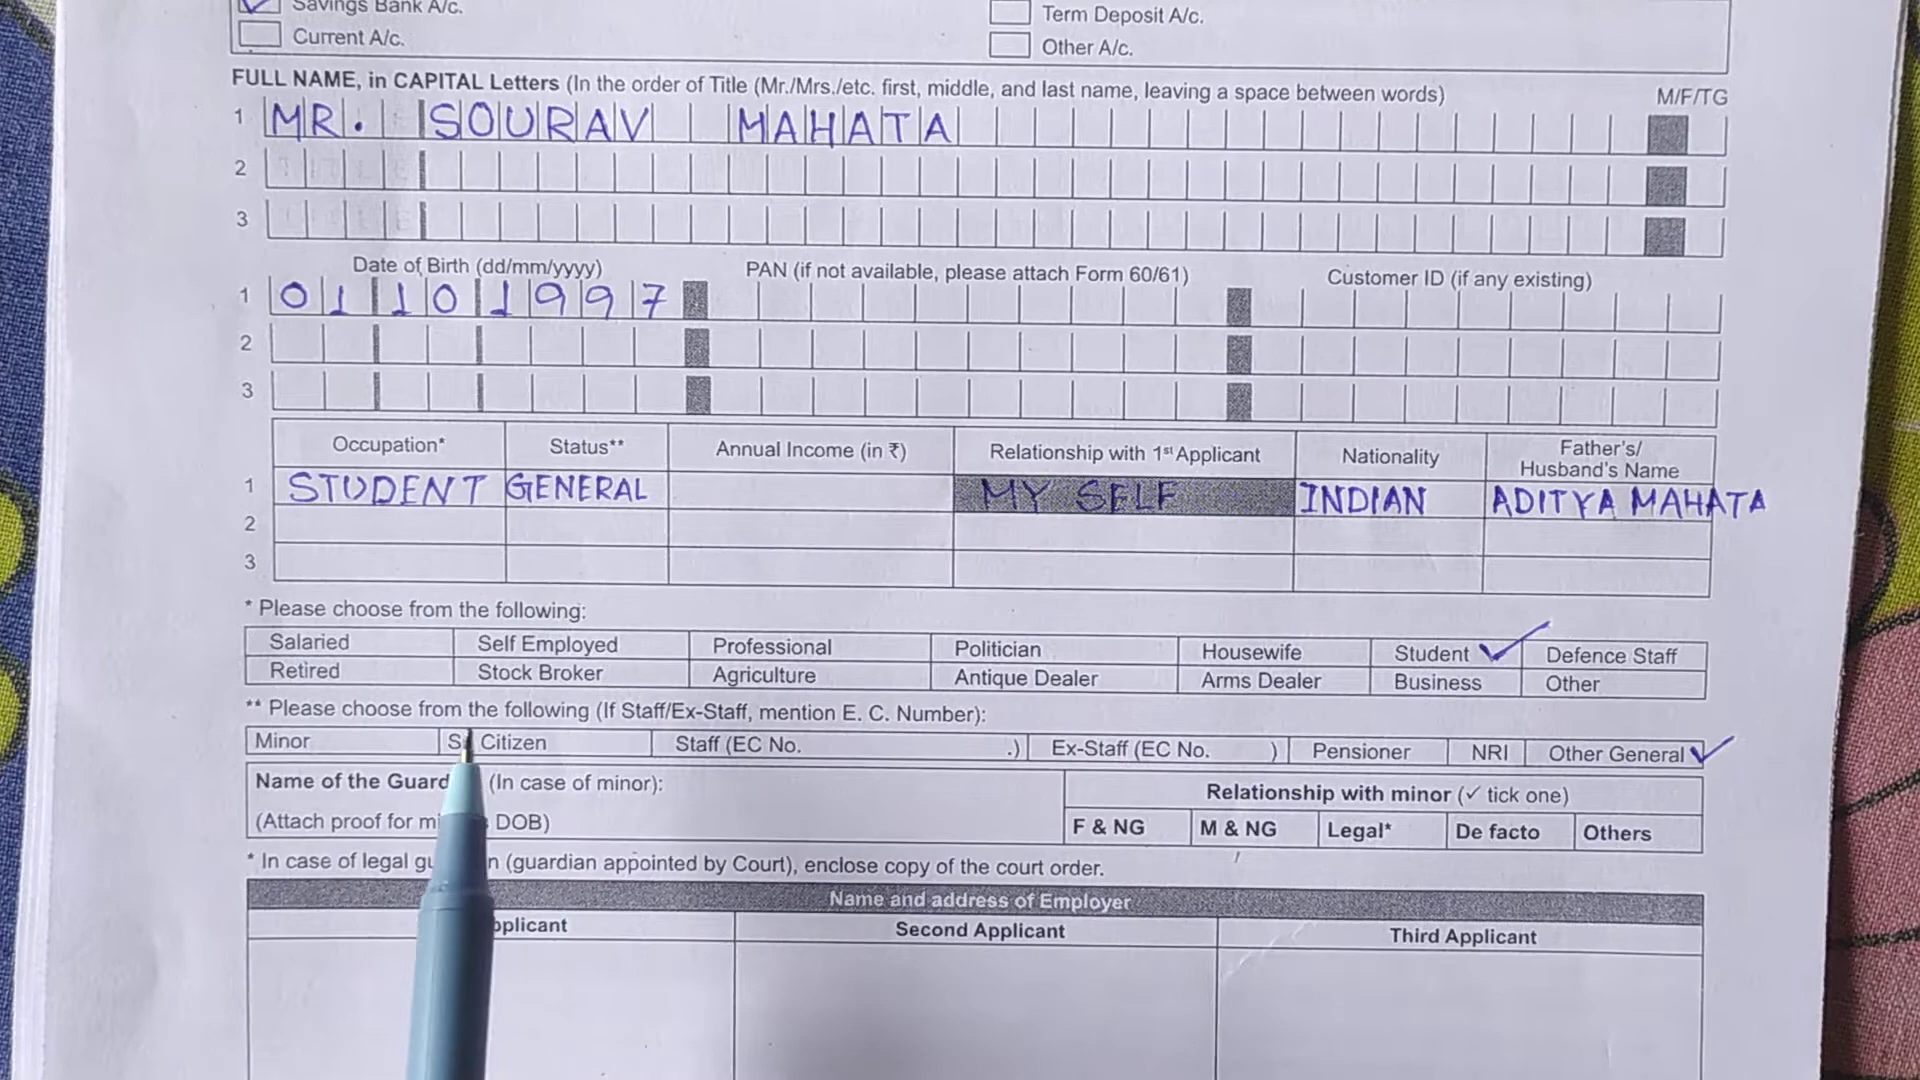 Savings Bank A/c.
Term Deposit A/c.
Current A/c.
Other A/c.
FULL NAME, in CAPITAL Letters (In the order of Title (Mr./Mrs./etc. first, middle, and last name, leaving a space between words) M/F/TG
1 MR. SOURAV MAHATA
2
3
Date of Birth (dd/mm/yyyy) PAN (if not available, please attach Form 60/61) Customer ID (if any existing)
1 01 10 1997
2
3
Occupation* Status** Annual Income (in ₹) Relationship with 1st Applicant Nationality Father's/
Husband's Name
1 STUDENT GENERAL MY SELF INDIAN ADITYA MAHATA
2
3
* Please choose from the following:
Salaried Self Employed Professional Politician Housewife Student ✓ Defence Staff
Retired Stock Broker Agriculture Antique Dealer Arms Dealer Business Other
** Please choose from the following (If Staff/Ex-Staff, mention E. C. Number):
Minor Citizen Staff (EC No. .) Ex-Staff (EC No. ) Pensioner NRI Other General ✓
Name of the (In case of minor):
Relationship with minor (✓ tick one)
(Attach proof for DOB)
F & NG M & NG Legal* De facto Others
* In case of legal (guardian appointed by Court), enclose copy of the court order.
Name and address of Employer
Second Applicant Third Applicant